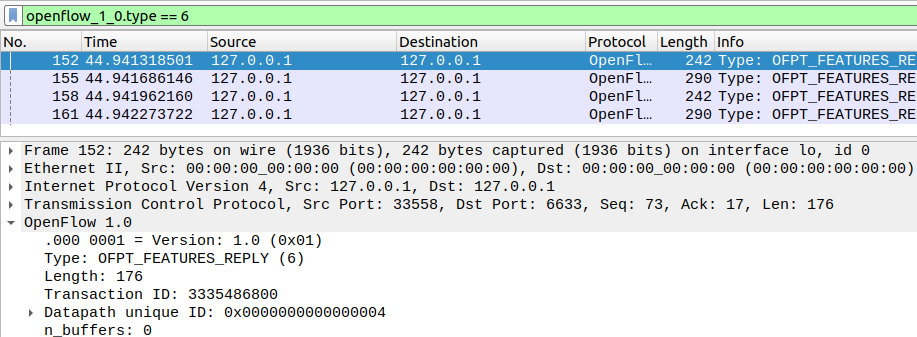 openflow_1_0.type == 6
No. Time Source Destination Protocol Length Info
152 44.941318501 127.0.0.1 127.0.0.1 OpenFl… 242 Type: OFPT_FEATURES_RE
155 44.941686146 127.0.0.1 127.0.0.1 OpenFl… 290 Type: OFPT_FEATURES_RE
158 44.941962160 127.0.0.1 127.0.0.1 OpenFl… 242 Type: OFPT_FEATURES_RE
161 44.942273722 127.0.0.1 127.0.0.1 OpenFl… 290 Type: OFPT_FEATURES_RE
Frame 152: 242 bytes on wire (1936 bits), 242 bytes captured (1936 bits) on interface lo, id 0
Ethernet II, Src: 00:00:00_00:00:00 (00:00:00:00:00:00), Dst: 00:00:00_00:00:00 (00:00:00:00:00:00)
Internet Protocol Version 4, Src: 127.0.0.1, Dst: 127.0.0.1
Transmission Control Protocol, Src Port: 33558, Dst Port: 6633, Seq: 73, Ack: 17, Len: 176
OpenFlow 1.0
.000 0001 = Version: 1.0 (0x01)
Type: OFPT_FEATURES_REPLY (6)
Length: 176
Transaction ID: 3335486800
Datapath unique ID: 0x0000000000000004
n_buffers: 0